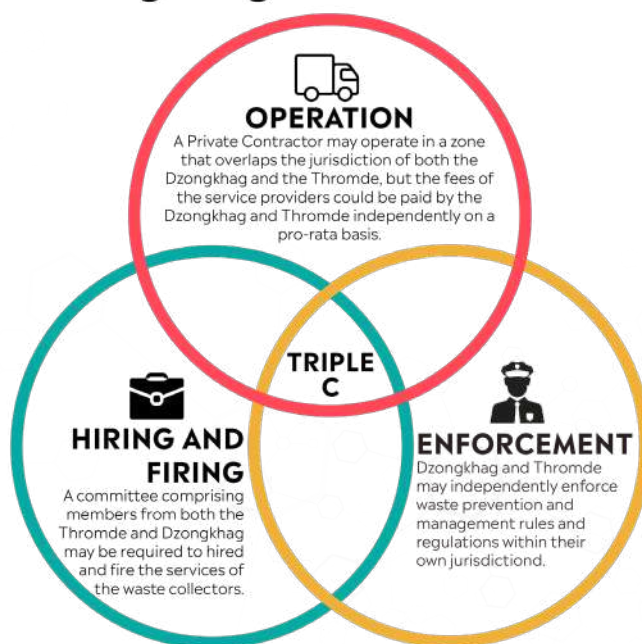 OPERATION
A Private Contractor may operate in a zone
that overlaps the jurisdiction of both the
Dzongkhag and the Thromde, but the fees of
the service providers could be paid by the
Dzongkhag and Thromde independently on a
pro-rata basis.
TRIPLE
C
HIRING AND
FIRING
A committee comprising
members from both the
Thromde and Dzongkhag
may be required to hired
and fire the services of
the waste collectors.
ENFORCEMENT
Dzongkhag and Thromde
may independently enforce
waste prevention and
management rules and
regulations within their
own jurisdictiond.